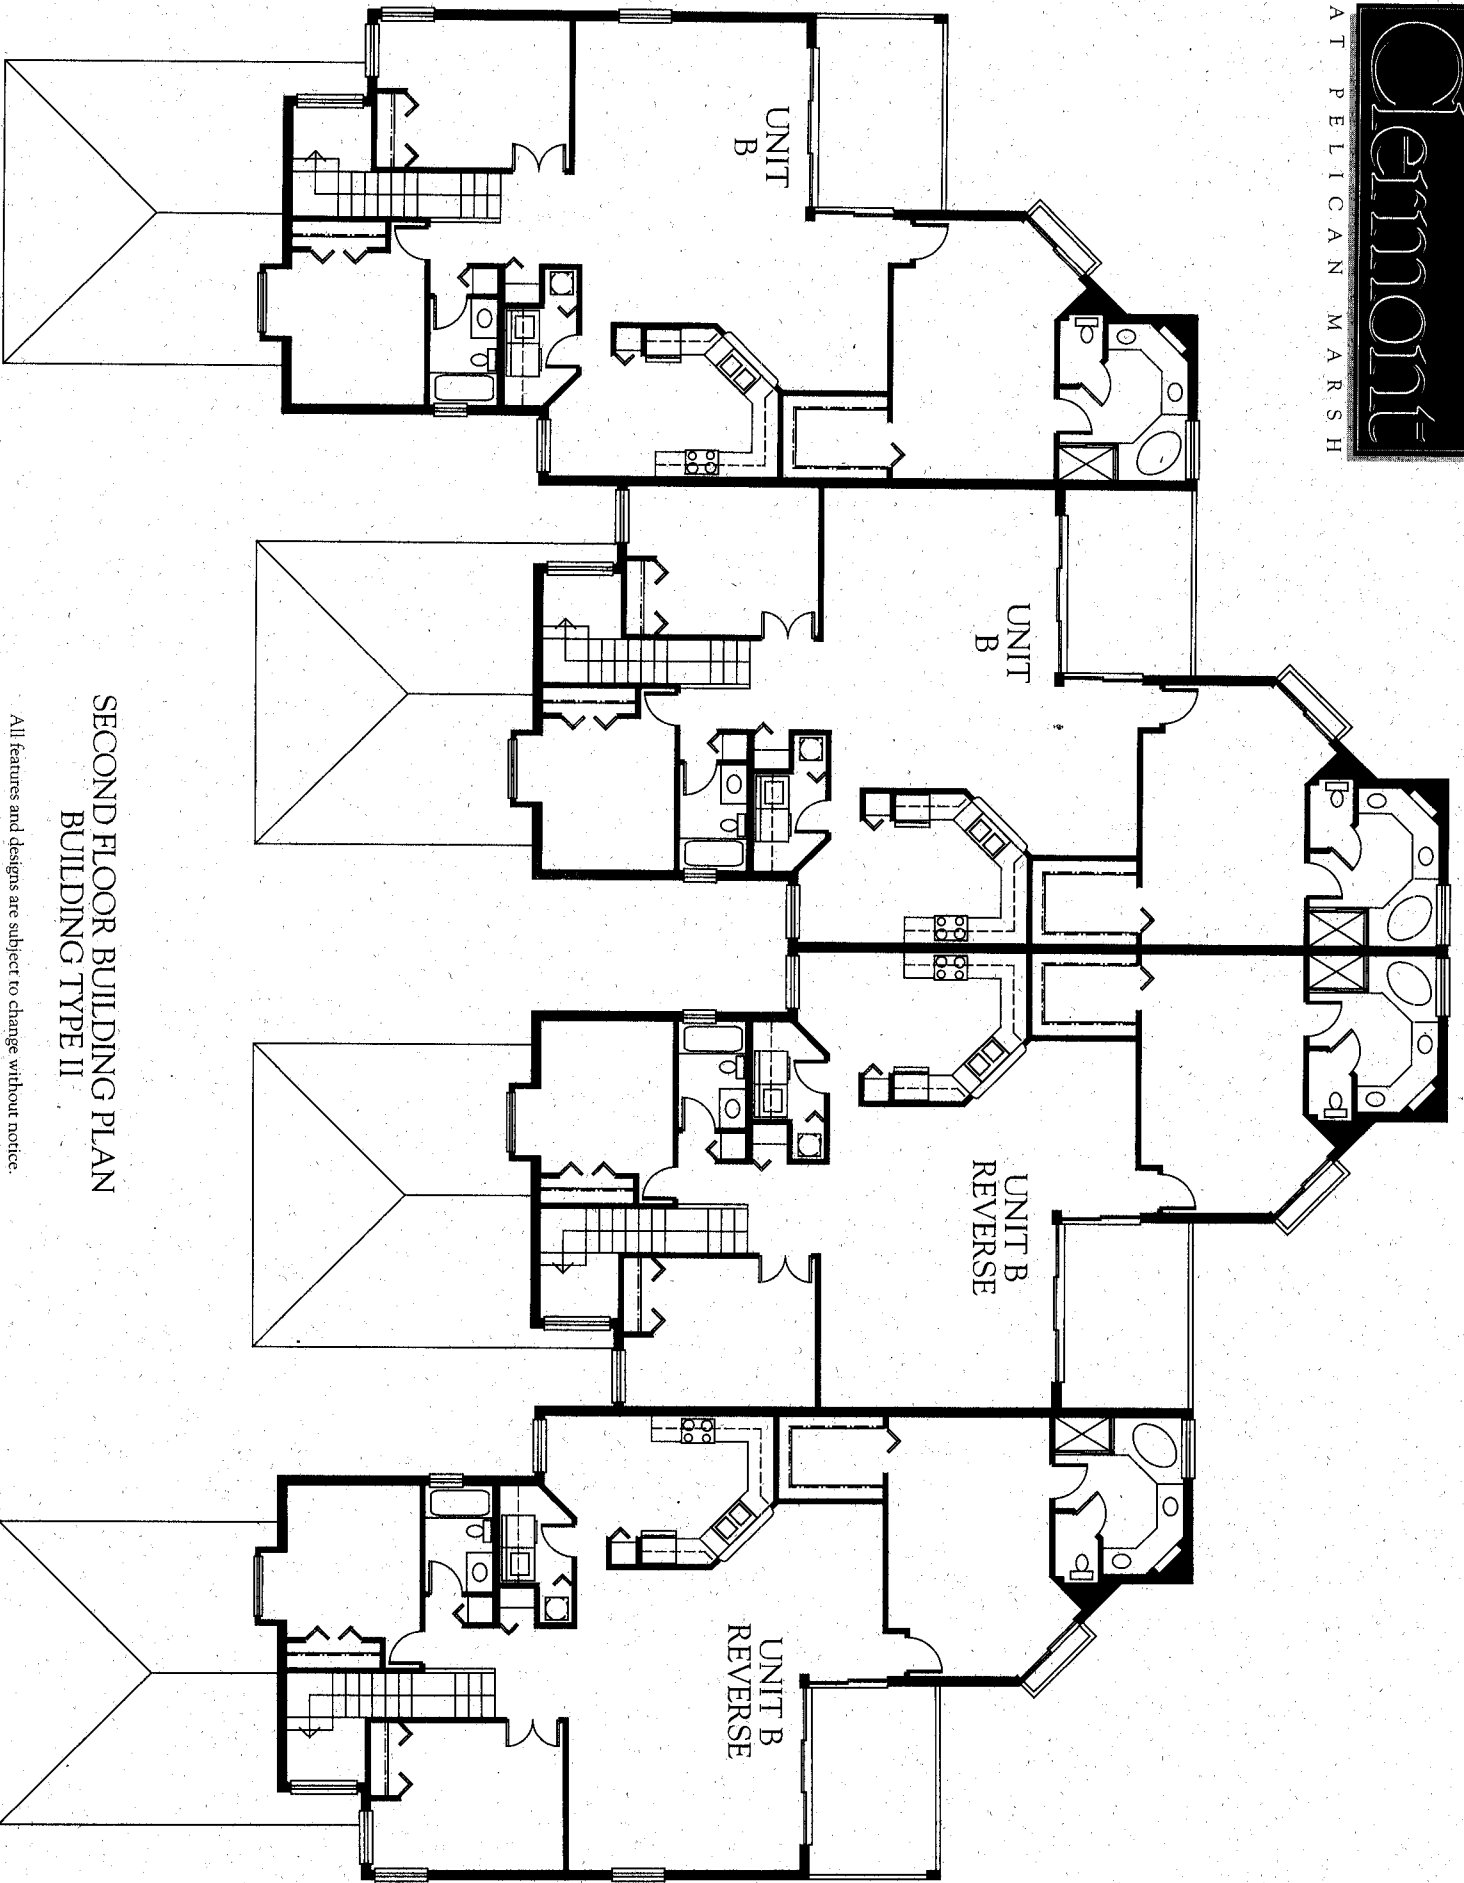 Clermont
AT PELICAN MARSH
UNIT
B
UNIT
B
UNIT B
REVERSE
UNIT B
REVERSE
SECOND FLOOR BUILDING PLAN
BUILDING TYPE II
All features and designs are subject to change without notice.